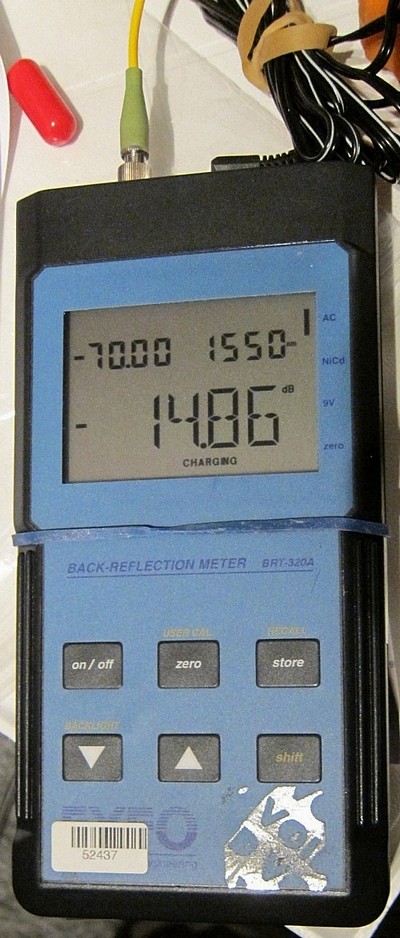 -70.00 1550-
AC
NiCd
dB
- 14.86
9V
CHARGING
zero
BACK-REFLECTION METER BRT-320A
USER CAL
RECALL
on / off
zero
store
BACKLIGHT
shift
52437